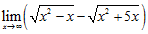 lim_{x→∞}(√(x² − x) − √(x² + 5x))